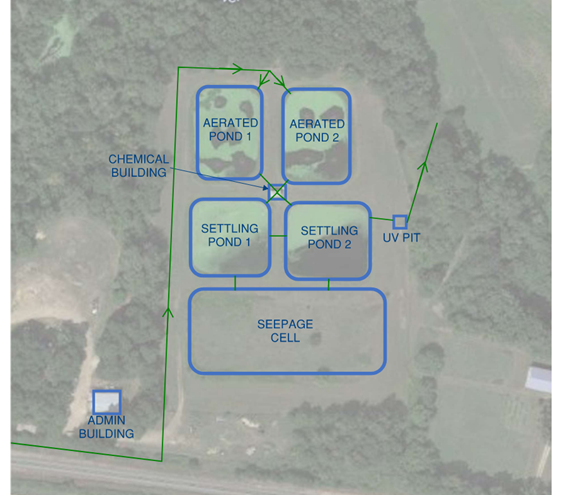 AERATED
POND 1
AERATED
POND 2
CHEMICAL
BUILDING
SETTLING
POND 1
SETTLING
POND 2
UV PIT
SEEPAGE
CELL
ADMIN
BUILDING